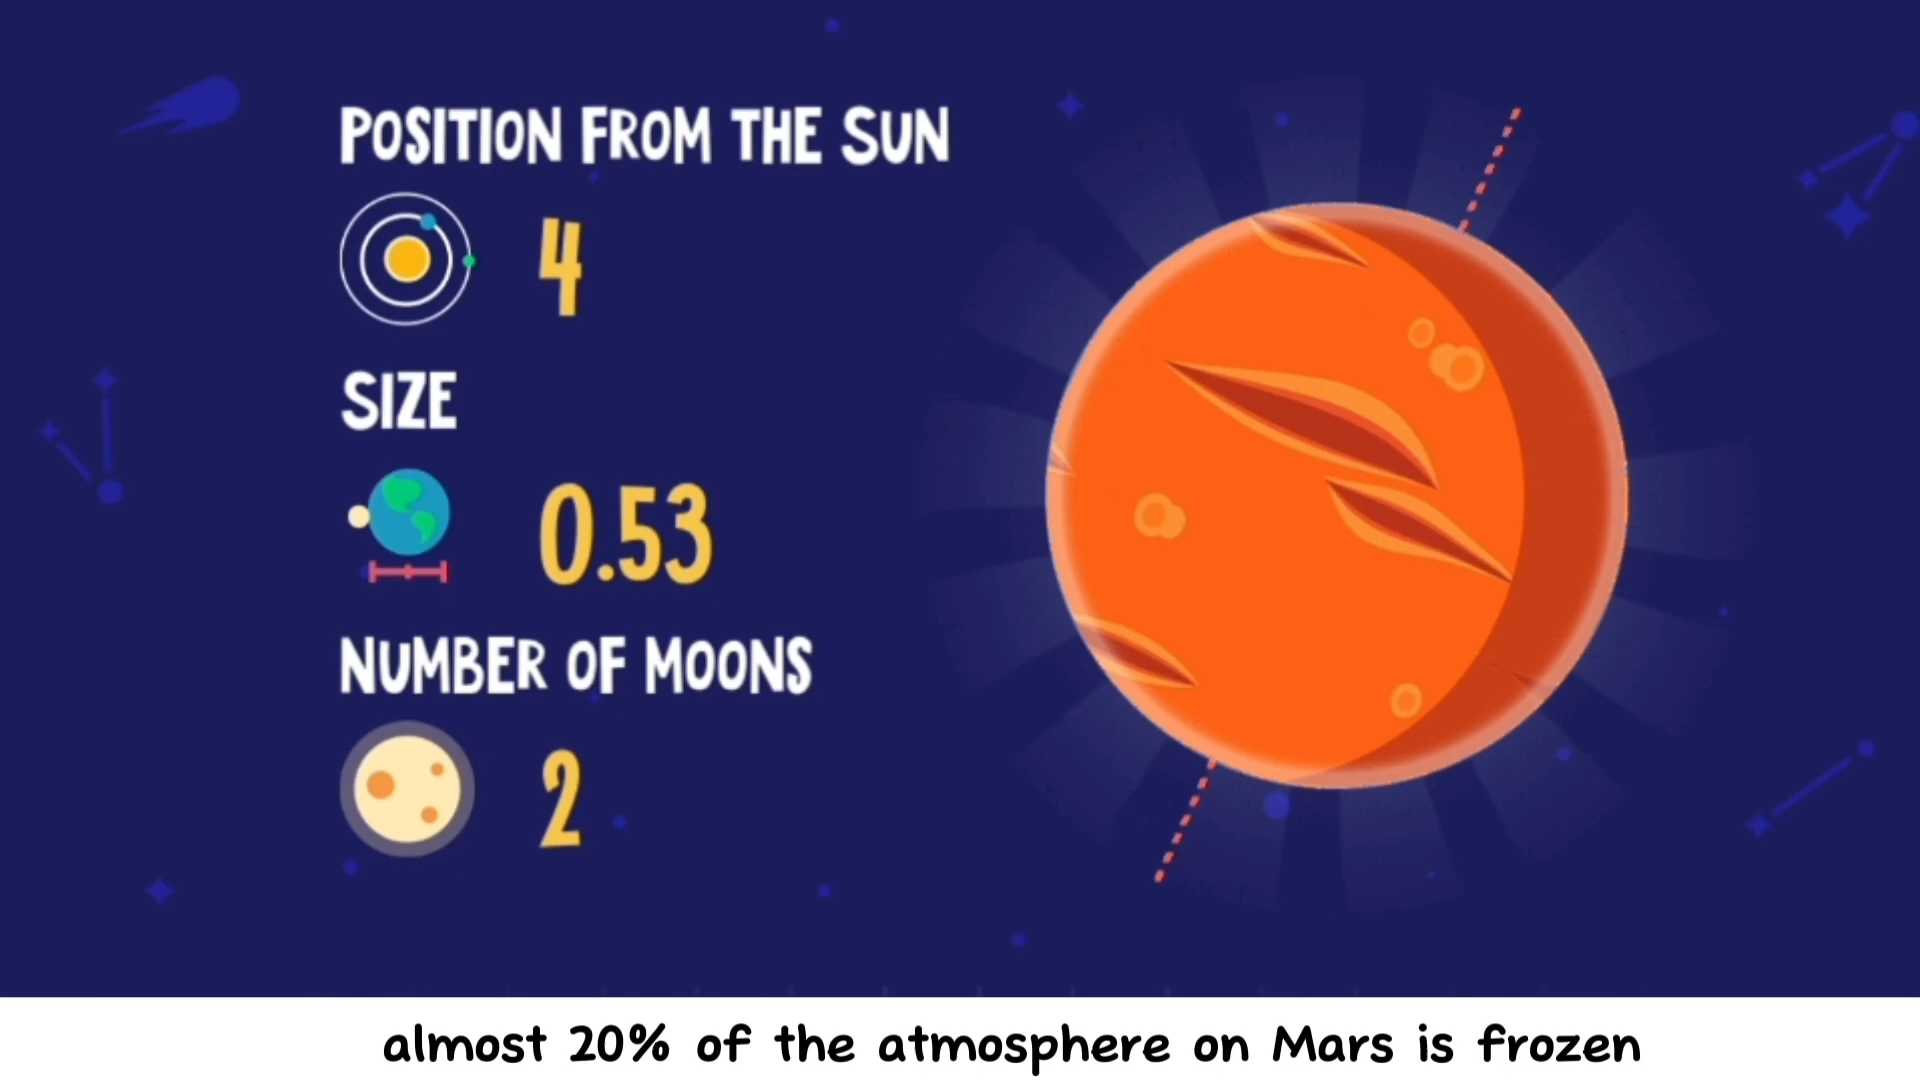 POSITION FROM THE SUN
4
SIZE
0.53
NUMBER OF MOONS
2
almost 20% of the atmosphere on Mars is frozen